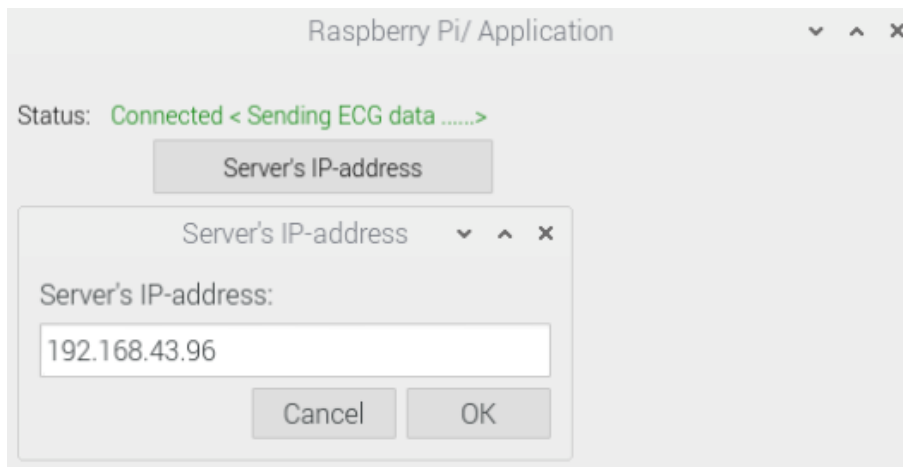 Raspberry Pi/ Application
Status: Connected < Sending ECG data ......>
Server's IP-address
Server's IP-address
Server's IP-address:
192.168.43.96
Cancel OK